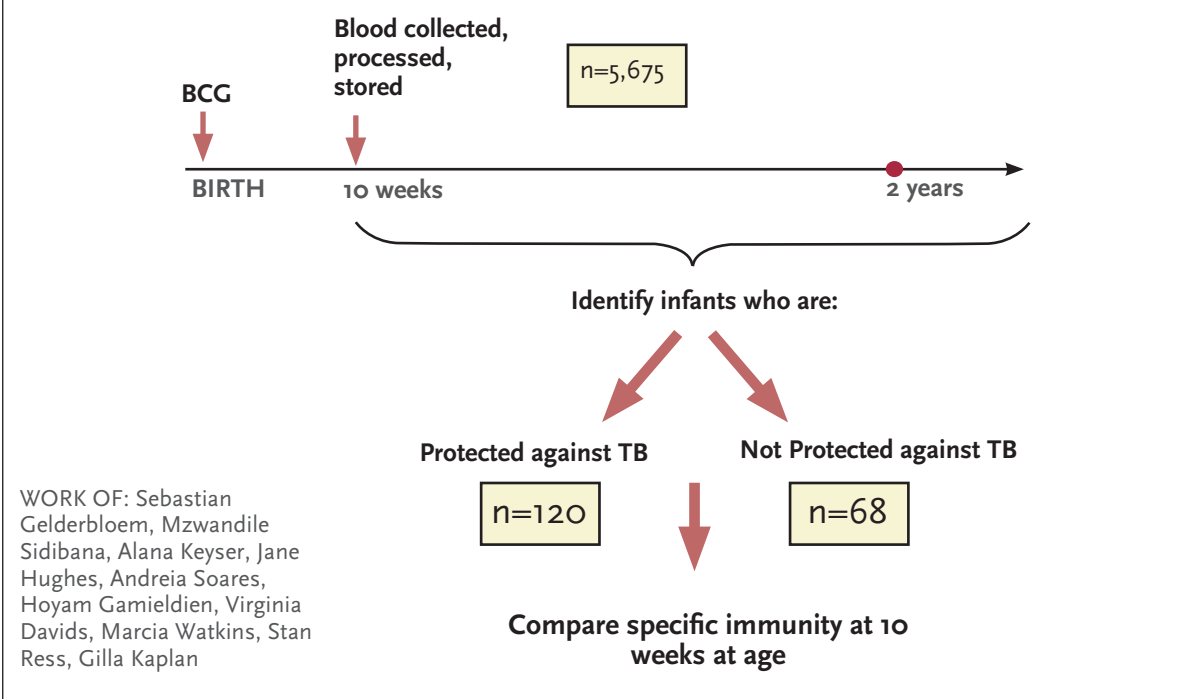 Blood collected,
processed,
stored
n=5,675
BCG
BIRTH
10 weeks
2 years
Identify infants who are:
Protected against TB
Not Protected against TB
n=120
n=68
WORK OF: Sebastian
Gelderbloem, Mzwandile
Sidibana, Alana Keyser, Jane
Hughes, Andreia Soares,
Hoyam Gamieldien, Virginia
Davids, Marcia Watkins, Stan
Ress, Gilla Kaplan
Compare specific immunity at 10
weeks at age